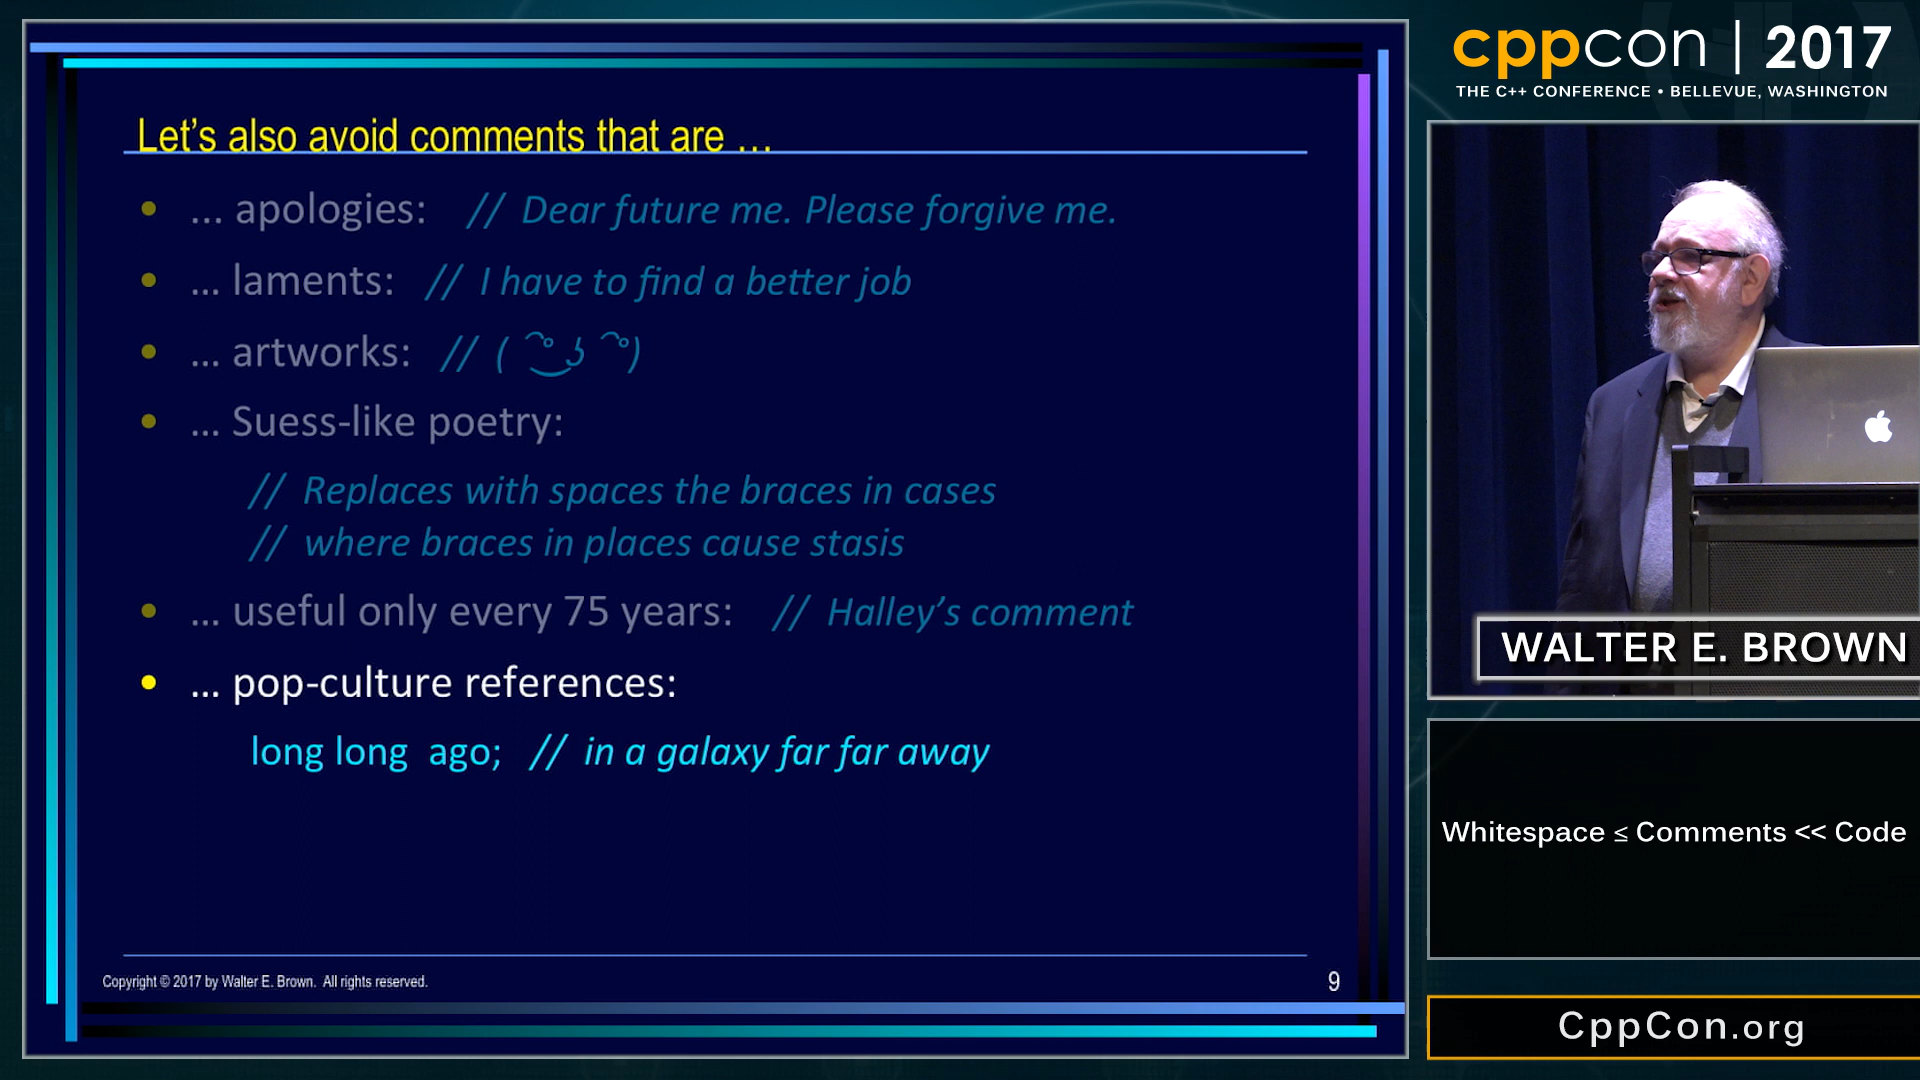 Let's also avoid comments that are …
• ... apologies: // Dear future me. Please forgive me.
• … laments: // I have to find a better job
• … artworks: // ( ͡° ͜ʖ ͡°)
• … Suess-like poetry:
// Replaces with spaces the braces in cases
// where braces in places cause stasis
• … useful only every 75 years: // Halley's comment
• … pop-culture references:
long long ago; // in a galaxy far far away
Copyright © 2017 by Walter E. Brown. All rights reserved.
9
cppcon | 2017
THE C++ CONFERENCE • BELLEVUE, WASHINGTON
WALTER E. BROWN
Whitespace ≤ Comments << Code
CppCon.org